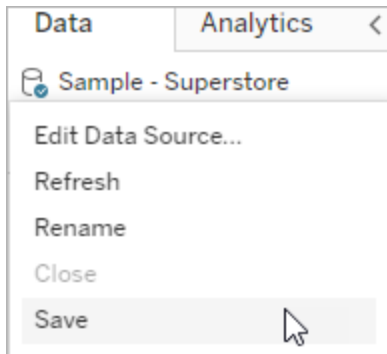 Data Analytics <
Sample - Superstore
Edit Data Source...
Refresh
Rename
Close
Save